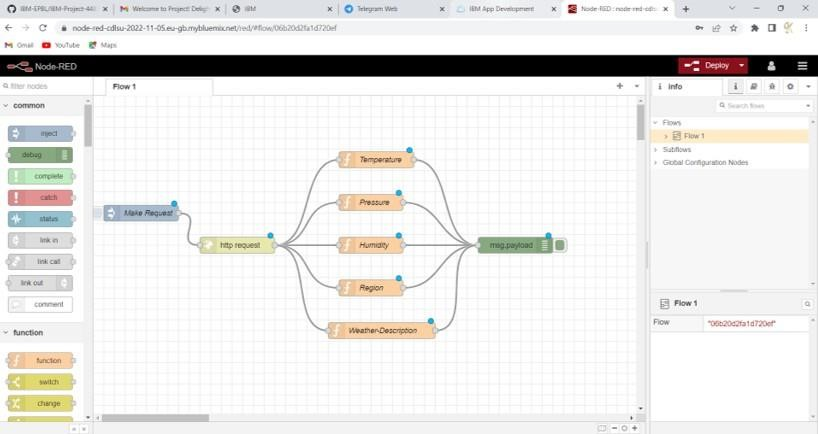 IBM-EPBL/IBM-Project-448
Welcome to Project! Deligh
IBM
Telegram Web
IBM App Development
Node-RED : node-red-cdlsu
node-red-cdlsu-2022-11-05.eu-gb.mybluemix.net/red/#flow/06b20d2fa1d720ef
Gmail YouTube Maps
Node-RED
Deploy
filter nodes
Flow 1
info
Search flows
common
inject
debug
complete
catch
status
link in
link call
link out
comment
function
function
switch
change
Make Request
http request
Temperature
Pressure
Humidity
Region
Weather-Description
msg.payload
Flows
Flow 1
Subflows
Global Configuration Nodes
Flow 1
Flow "06b20d2fa1d720ef"